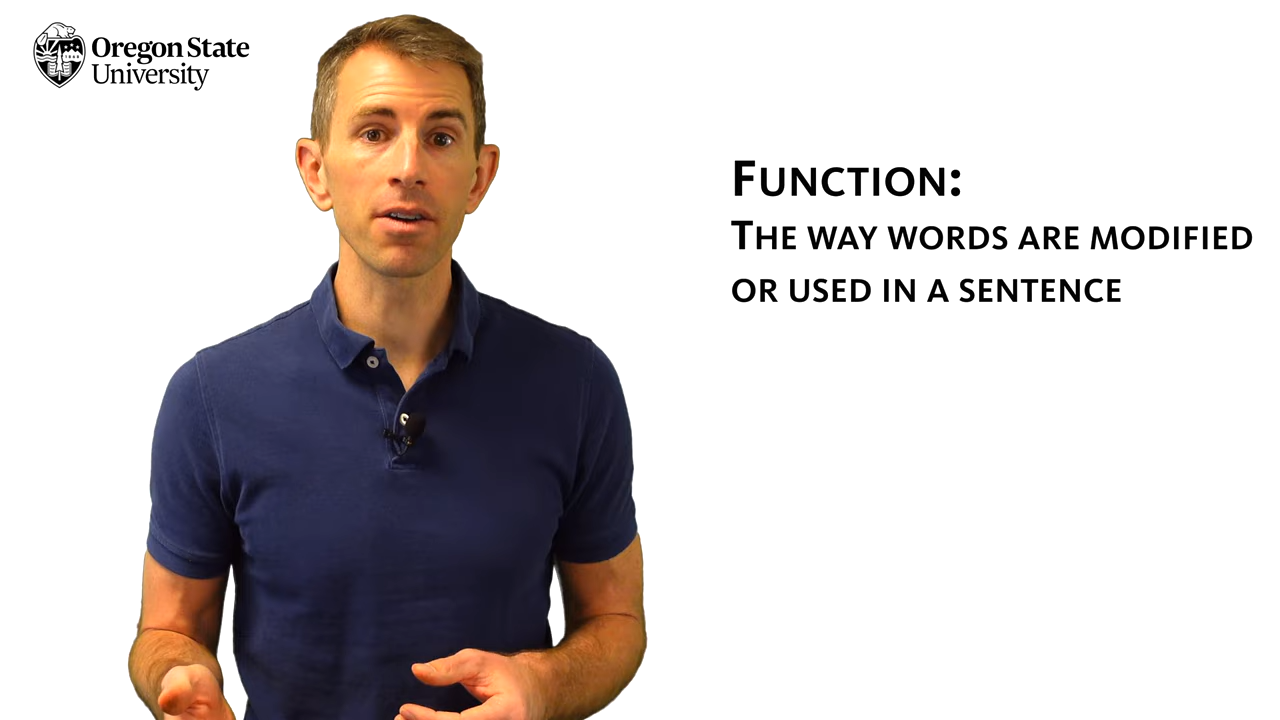 Oregon State
University
FUNCTION:
THE WAY WORDS ARE MODIFIED
OR USED IN A SENTENCE